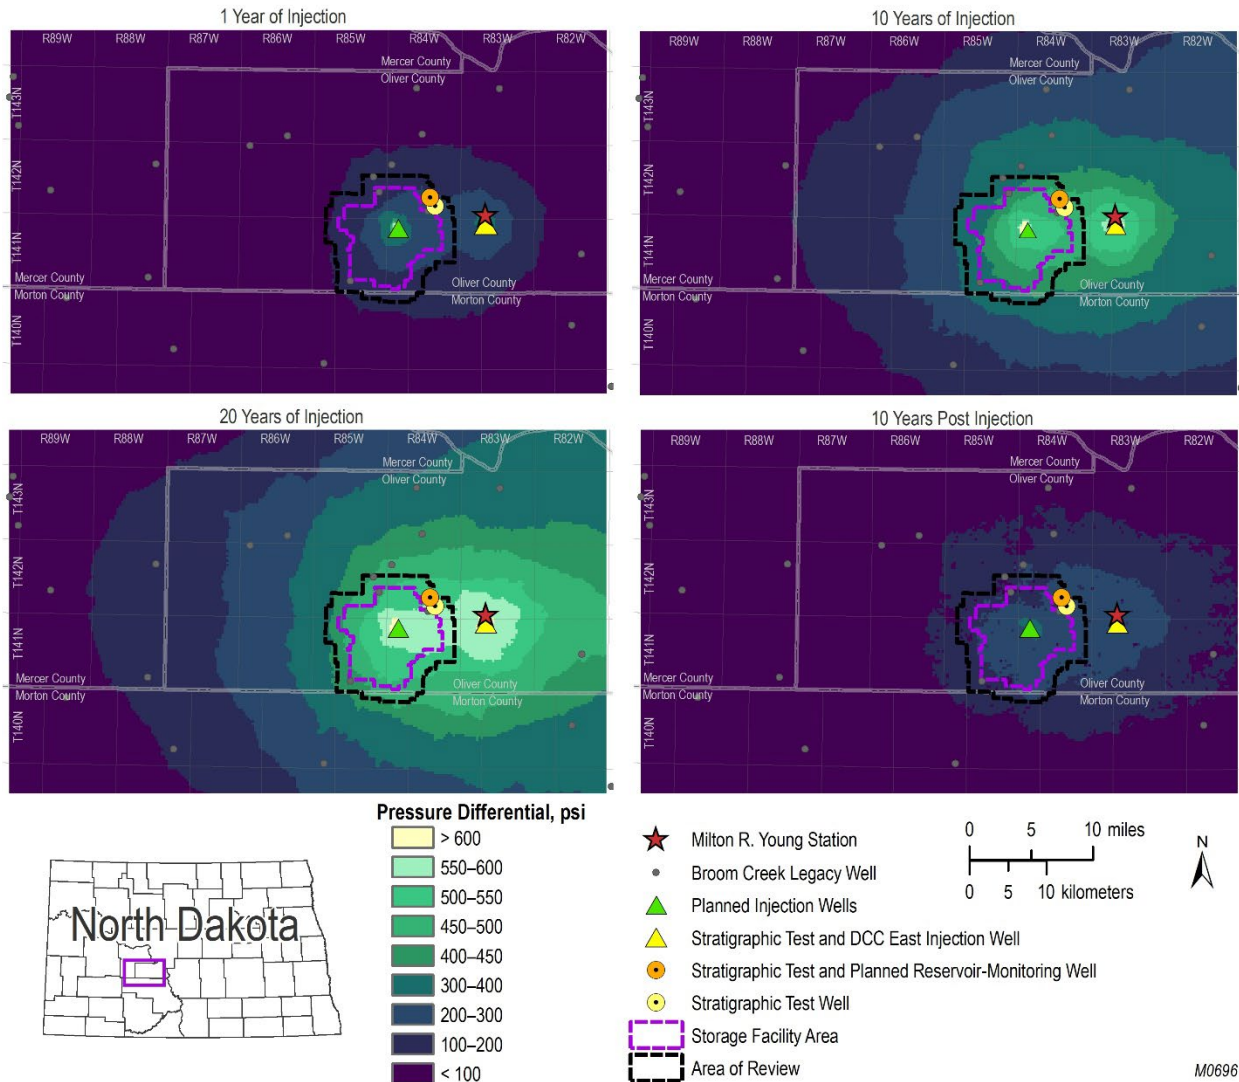 1 Year of Injection
R89W R88W R87W R86W R85W R84W R83W R82W
Mercer County
Oliver County
T143N
T142N
T141N
Mercer County
Morton County
Oliver County
Morton County
T140N
10 Years of Injection
R89W R88W R87W R86W R85W R84W R83W R82W
Mercer County
Oliver County
T143N
T142N
T141N
Mercer County
Morton County
Oliver County
Morton County
T140N
20 Years of Injection
R89W R88W R87W R86W R85W R84W R83W R82W
Mercer County
Oliver County
T143N
T142N
T141N
Mercer County
Morton County
Oliver County
Morton County
T140N
10 Years Post Injection
R89W R88W R87W R86W R85W R84W R83W R82W
Mercer County
Oliver County
T143N
T142N
T141N
Mercer County
Morton County
Oliver County
Morton County
T140N
North Dakota
Pressure Differential, psi
> 600
550–600
500–550
450–500
400–450
300–400
200–300
100–200
< 100
Milton R. Young Station
Broom Creek Legacy Well
Planned Injection Wells
Stratigraphic Test and DCC East Injection Well
Stratigraphic Test and Planned Reservoir-Monitoring Well
Stratigraphic Test Well
Storage Facility Area
Area of Review
0 5 10 miles
0 5 10 kilometers
N
M0696